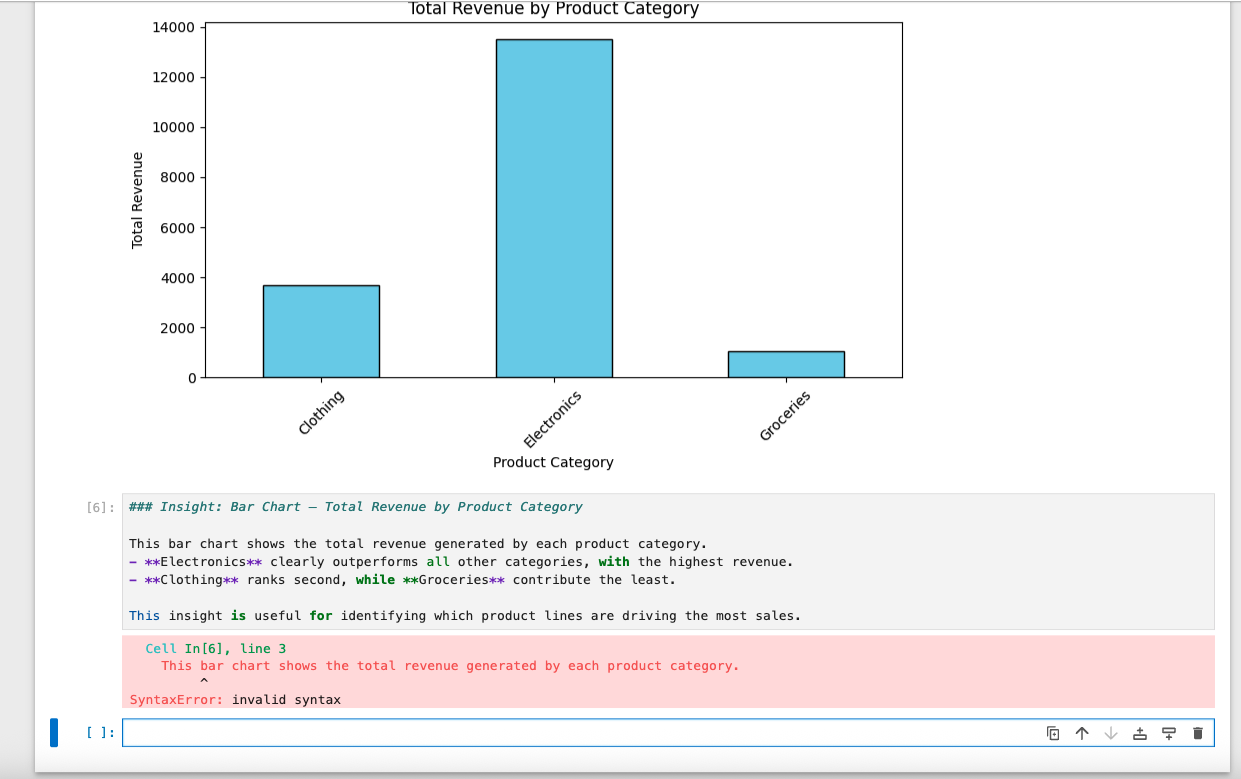 Total Revenue by Product Category
14000
12000
10000
8000
6000
4000
2000
0
Total Revenue
Clothing
Electronics
Groceries
Product Category
[6]:
### Insight: Bar Chart – Total Revenue by Product Category
This bar chart shows the total revenue generated by each product category.
- **Electronics** clearly outperforms all other categories, with the highest revenue.
- **Clothing** ranks second, while **Groceries** contribute the least.
This insight is useful for identifying which product lines are driving the most sales.
Cell In[6], line 3
This bar chart shows the total revenue generated by each product category.
^
SyntaxError: invalid syntax
[ ]: